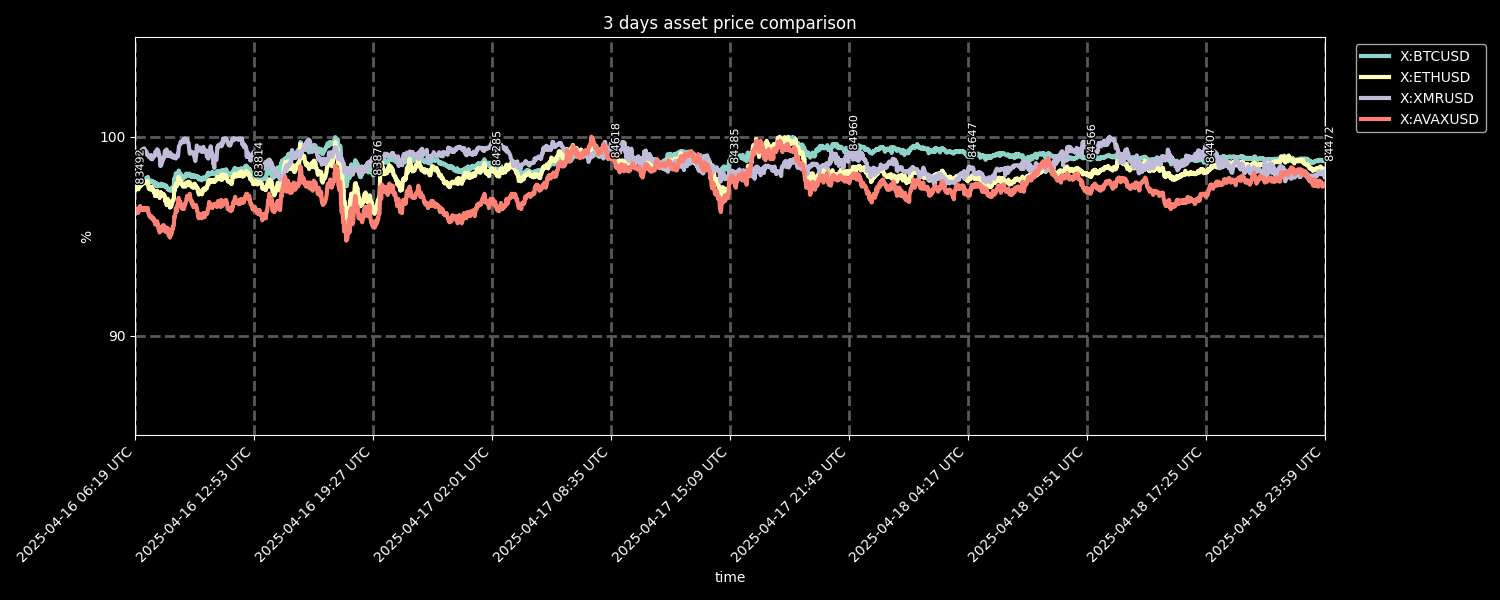 3 days asset price comparison
X:BTCUSD
X:ETHUSD
X:XMRUSD
X:AVAXUSD
100
90
%
83492
83814
83876
84285
84618
84385
84960
84647
84566
84407
84472
2025-04-16 06:19 UTC
2025-04-16 12:53 UTC
2025-04-16 19:27 UTC
2025-04-17 02:01 UTC
2025-04-17 08:35 UTC
2025-04-17 15:09 UTC
2025-04-17 21:43 UTC
2025-04-18 04:17 UTC
2025-04-18 10:51 UTC
2025-04-18 17:25 UTC
2025-04-18 23:59 UTC
time